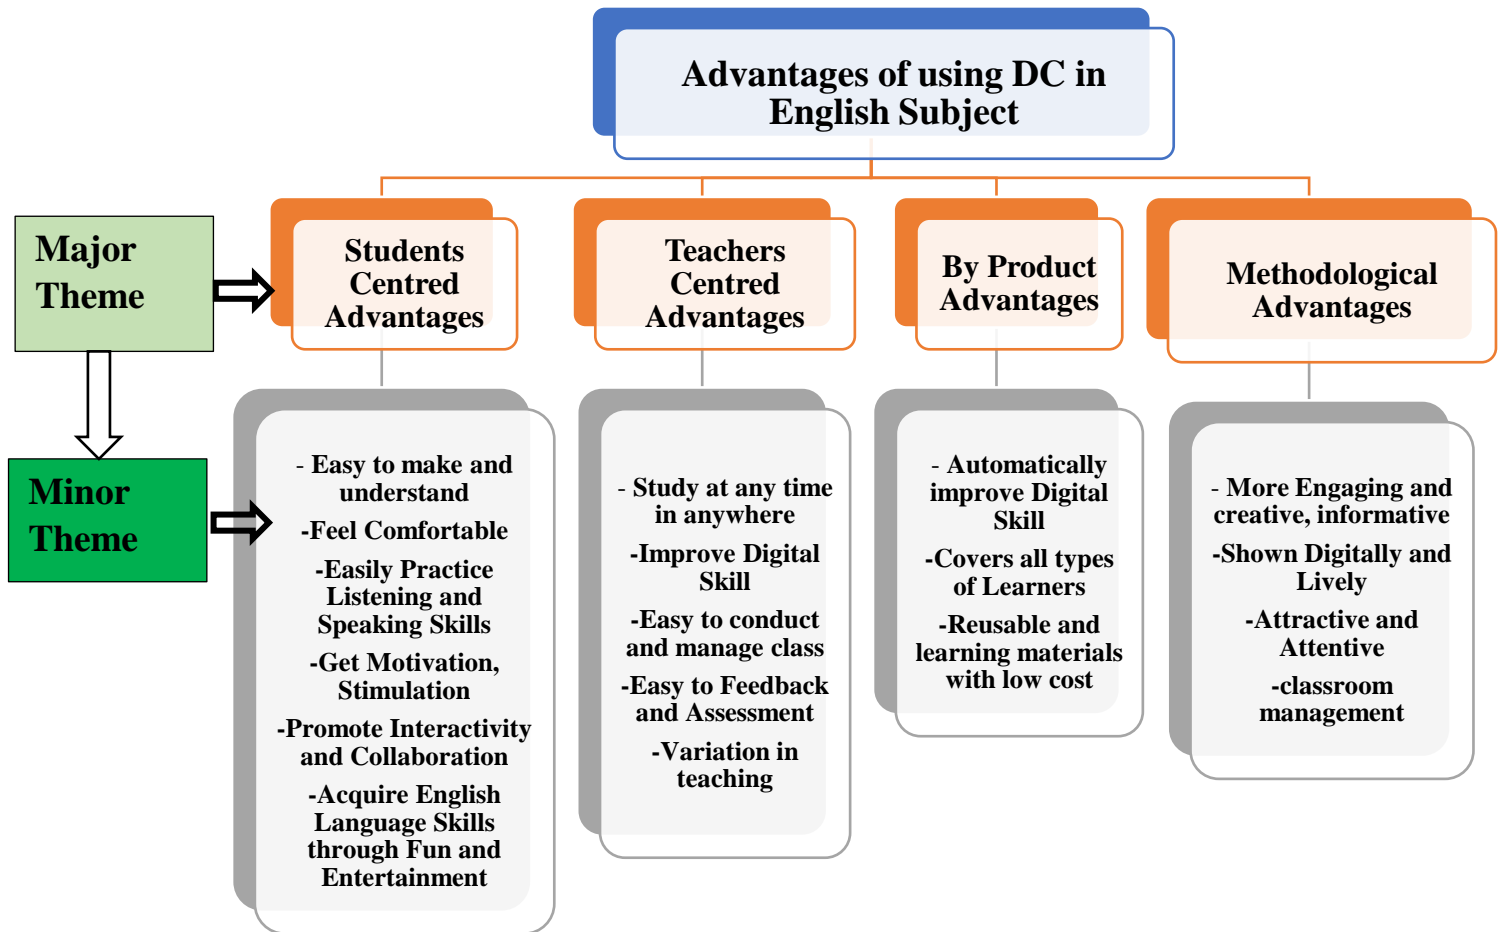 Advantages of using DC in
English Subject
Major
Theme
Students
Centred
Advantages
Teachers
Centred
Advantages
By Product
Advantages
Methodological
Advantages
Minor
Theme
- Easy to make and
understand
-Feel Comfortable
-Easily Practice
Listening and
Speaking Skills
-Get Motivation,
Stimulation
-Promote Interactivity
and Collaboration
-Acquire English
Language Skills
through Fun and
Entertainment
- Study at any time
in anywhere
-Improve Digital
Skill
-Easy to conduct
and manage class
-Easy to Feedback
and Assessment
-Variation in
teaching
- Automatically
improve Digital
Skill
-Covers all types
of Learners
-Reusable and
learning materials
with low cost
- More Engaging and
creative, informative
-Shown Digitally and
Lively
-Attractive and
Attentive
-classroom
management